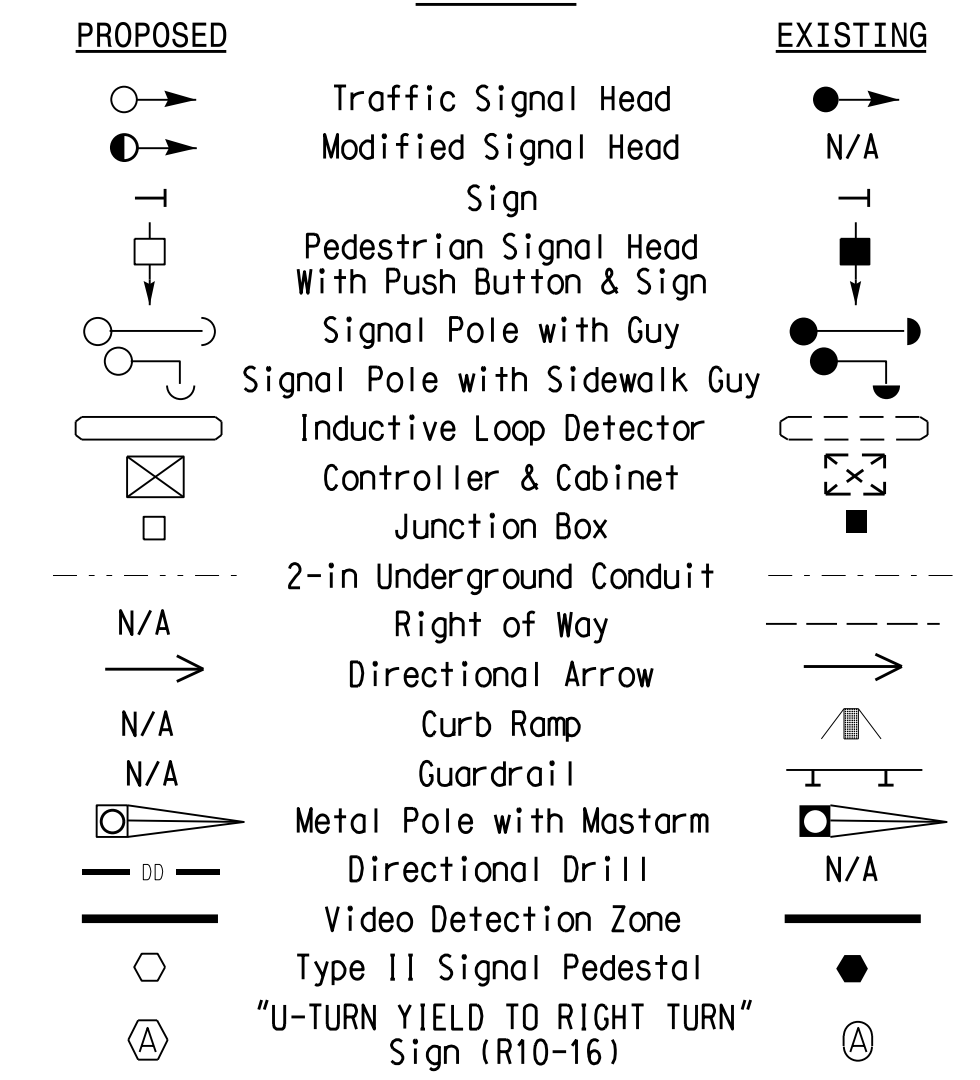 PROPOSED EXISTING
Traffic Signal Head
Modified Signal Head N/A
Sign
Pedestrian Signal Head
With Push Button & Sign
Signal Pole with Guy
Signal Pole with Sidewalk Guy
Inductive Loop Detector
Controller & Cabinet
Junction Box
2-in Underground Conduit
N/A Right of Way
Directional Arrow
N/A Curb Ramp
N/A Guardrail
Metal Pole with Mastarm
DD Directional Drill N/A
Video Detection Zone
Type II Signal Pedestal
"U-TURN YIELD TO RIGHT TURN"
A Sign (R10-16) A